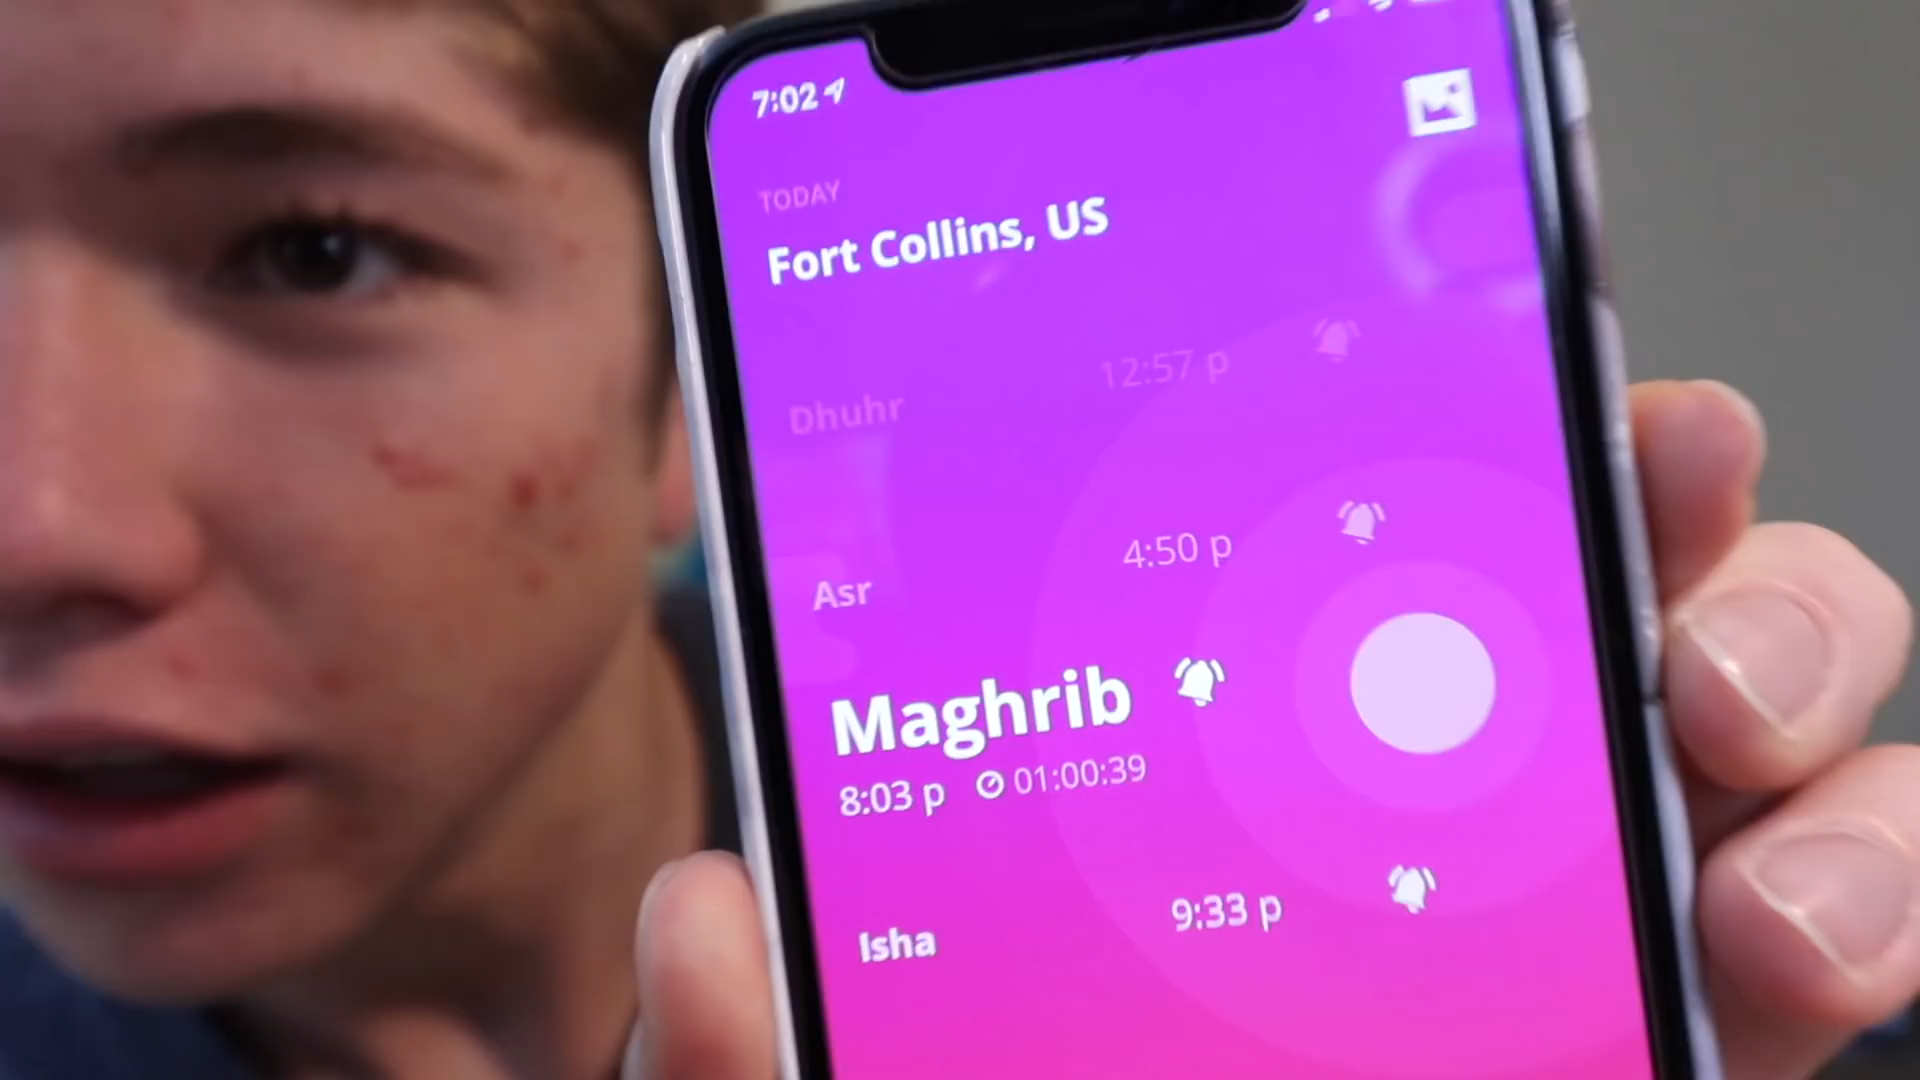 7:02
TODAY
Fort Collins, US
Dhuhr 12:57 p
Asr 4:50 p
Maghrib
8:03 p 01:00:39
Isha 9:33 p